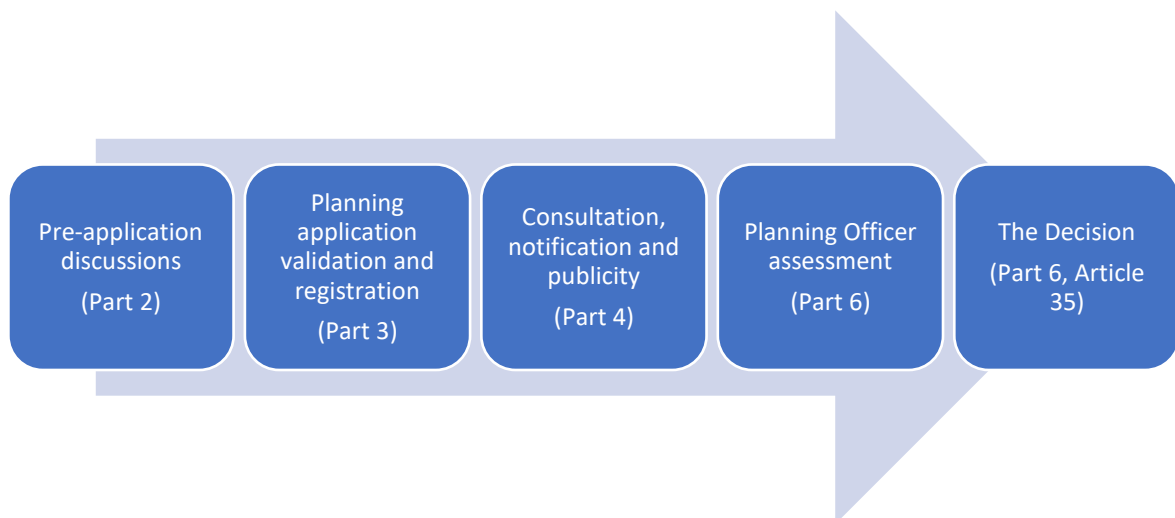 Pre-application
discussions
(Part 2)
Planning
application
validation and
registration
(Part 3)
Consultation,
notification and
publicity
(Part 4)
Planning Officer
assessment
(Part 6)
The Decision
(Part 6, Article
35)